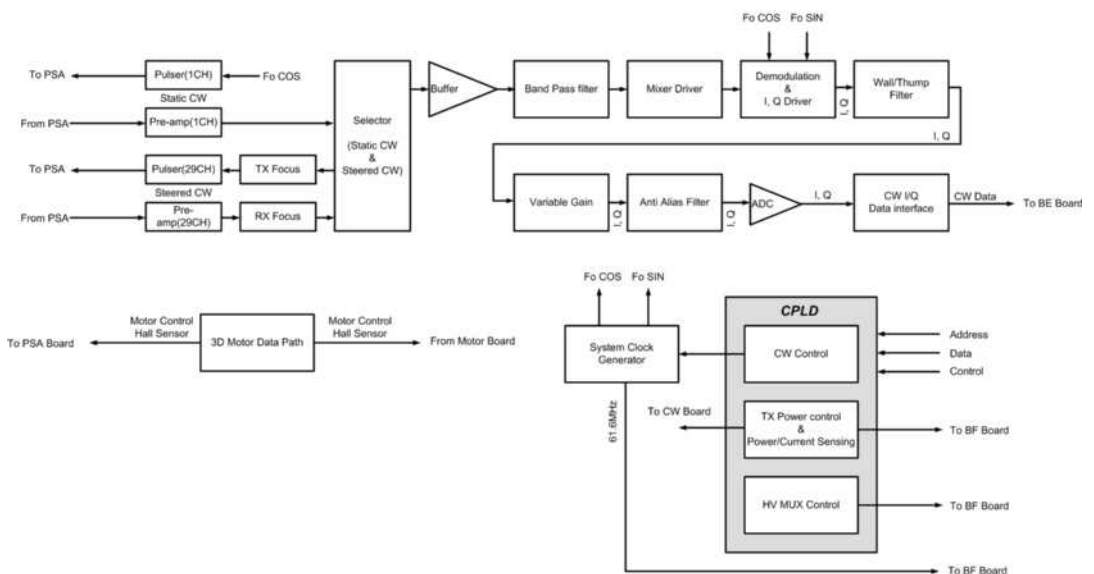 Fo COS
Fo SIN
To PSA
Pulser(1CH)
Fo COS
Static CW
From PSA
Pre-amp(1CH)
To PSA
Pulser(29CH)
TX Focus
Steered CW
From PSA
Pre-
amp(29CH)
RX Focus
Selector
(Static CW
&
Steered CW)
Buffer
Band Pass filter
Mixer Driver
Demodulation
&
I, Q Driver
I, Q
Wall/Thump
Filter
I, Q
Variable Gain
I, Q
Anti Alias Filter
I, Q
ADC
I, Q
CW I/Q
Data interface
CW Data
To BE Board
To PSA Board
Motor Control
Hall Sensor
3D Motor Data Path
Motor Control
Hall Sensor
From Motor Board
Fo COS
Fo SIN
System Clock
Generator
61.6MHz
CPLD
CW Control
Address
Data
Control
To CW Board
TX Power control
&
Power/Current Sensing
To BF Board
HV MUX Control
To BF Board
To BF Board